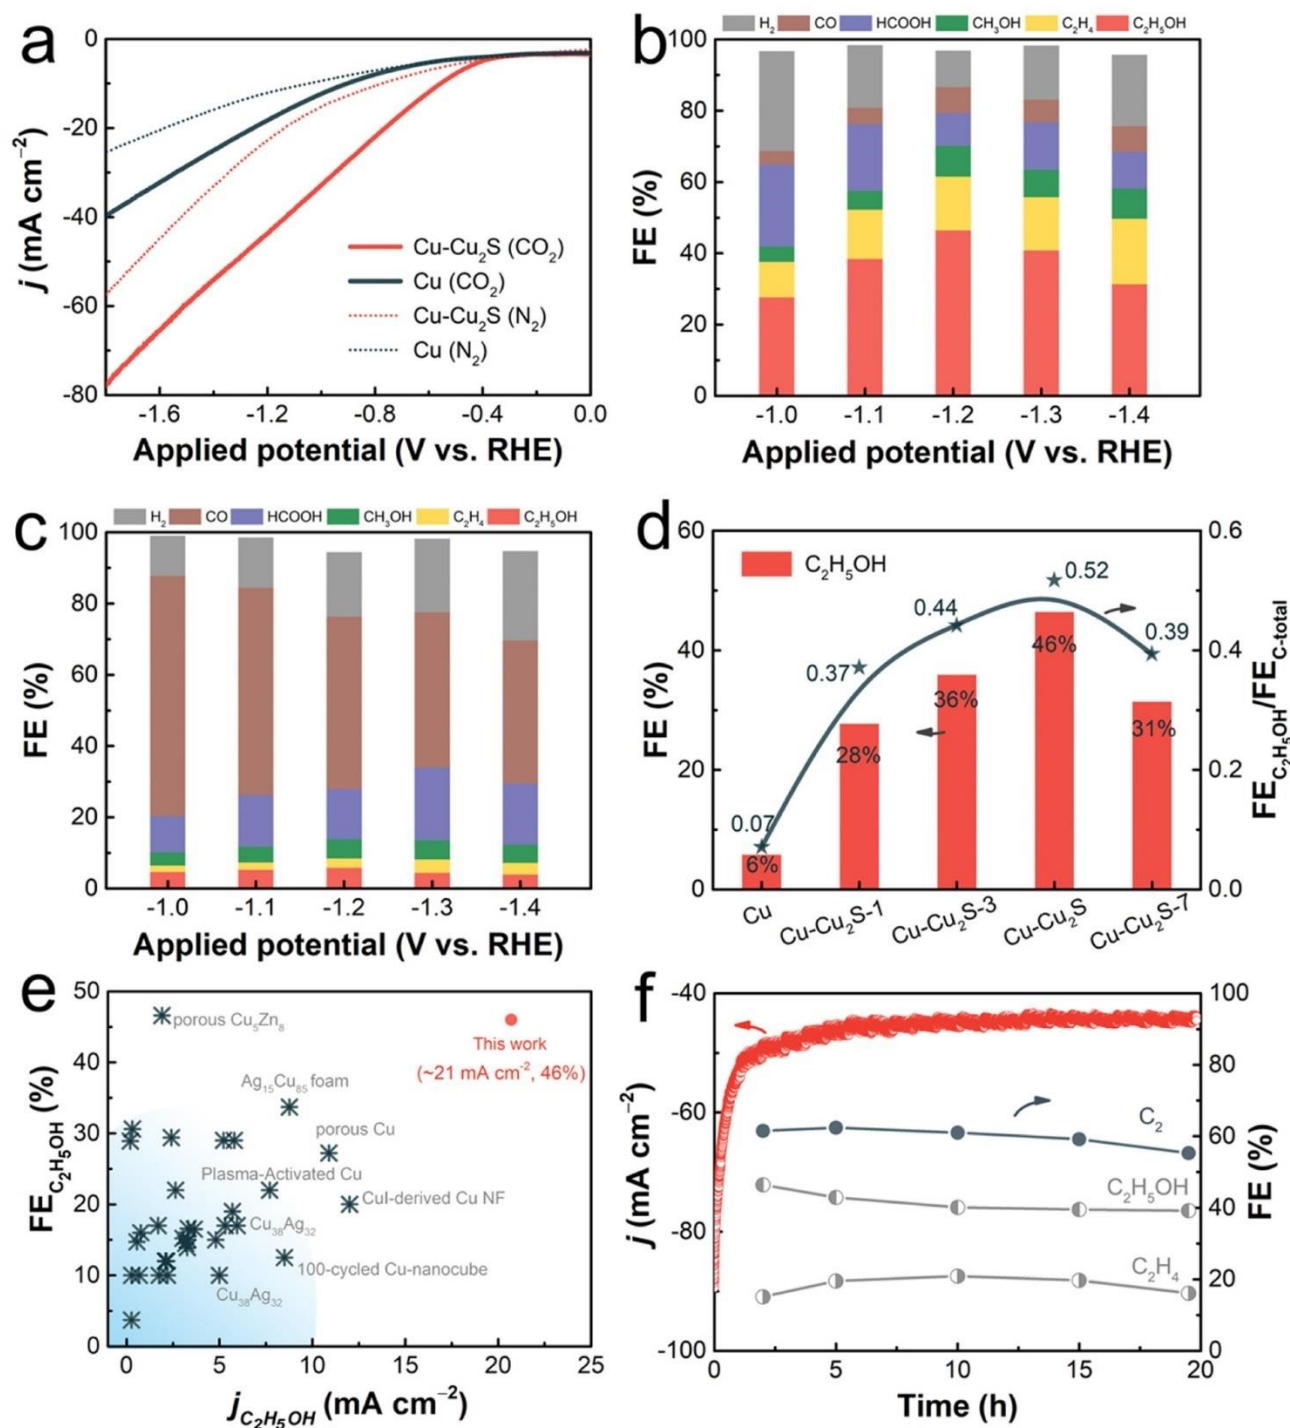 a
0
-20
-40
-60
-80
j (mA cm⁻²)
Cu-Cu₂S (CO₂)
Cu (CO₂)
Cu-Cu₂S (N₂)
Cu (N₂)
-1.6 -1.2 -0.8 -0.4 0.0
Applied potential (V vs. RHE)
b
H₂ CO HCOOH CH₃OH C₂H₄ C₂H₅OH
100
80
60
40
20
0
FE (%)
-1.0 -1.1 -1.2 -1.3 -1.4
Applied potential (V vs. RHE)
c
H₂ CO HCOOH CH₃OH C₂H₄ C₂H₅OH
100
80
60
40
20
0
FE (%)
-1.0 -1.1 -1.2 -1.3 -1.4
Applied potential (V vs. RHE)
d
60
40
20
0
FE (%)
C₂H₅OH
0.07
0.37
0.44
0.52
0.39
6%
28%
36%
46%
31%
0.6
0.4
0.2
0.0
FE_C₂H₅OH/FE_C-total
Cu
Cu-Cu₂S-1
Cu-Cu₂S-3
Cu-Cu₂S
Cu-Cu₂S-7
e
50
40
30
20
10
0
FE_C₂H₅OH (%)
porous Cu₅Zn₈
This work
(~21 mA cm⁻², 46%)
Ag₁₅Cu₈₅ foam
porous Cu
Plasma-Activated Cu
CuI-derived Cu NF
Cu₃₈Ag₃₂
100-cycled Cu-nanocube
Cu₃₈Ag₃₂
0 5 10 15 20 25
j_C₂H₅OH (mA cm⁻²)
f
-40
-60
-80
-100
j (mA cm⁻²)
C₂
C₂H₅OH
C₂H₄
100
80
60
40
20
0
FE (%)
0 5 10 15 20
Time (h)